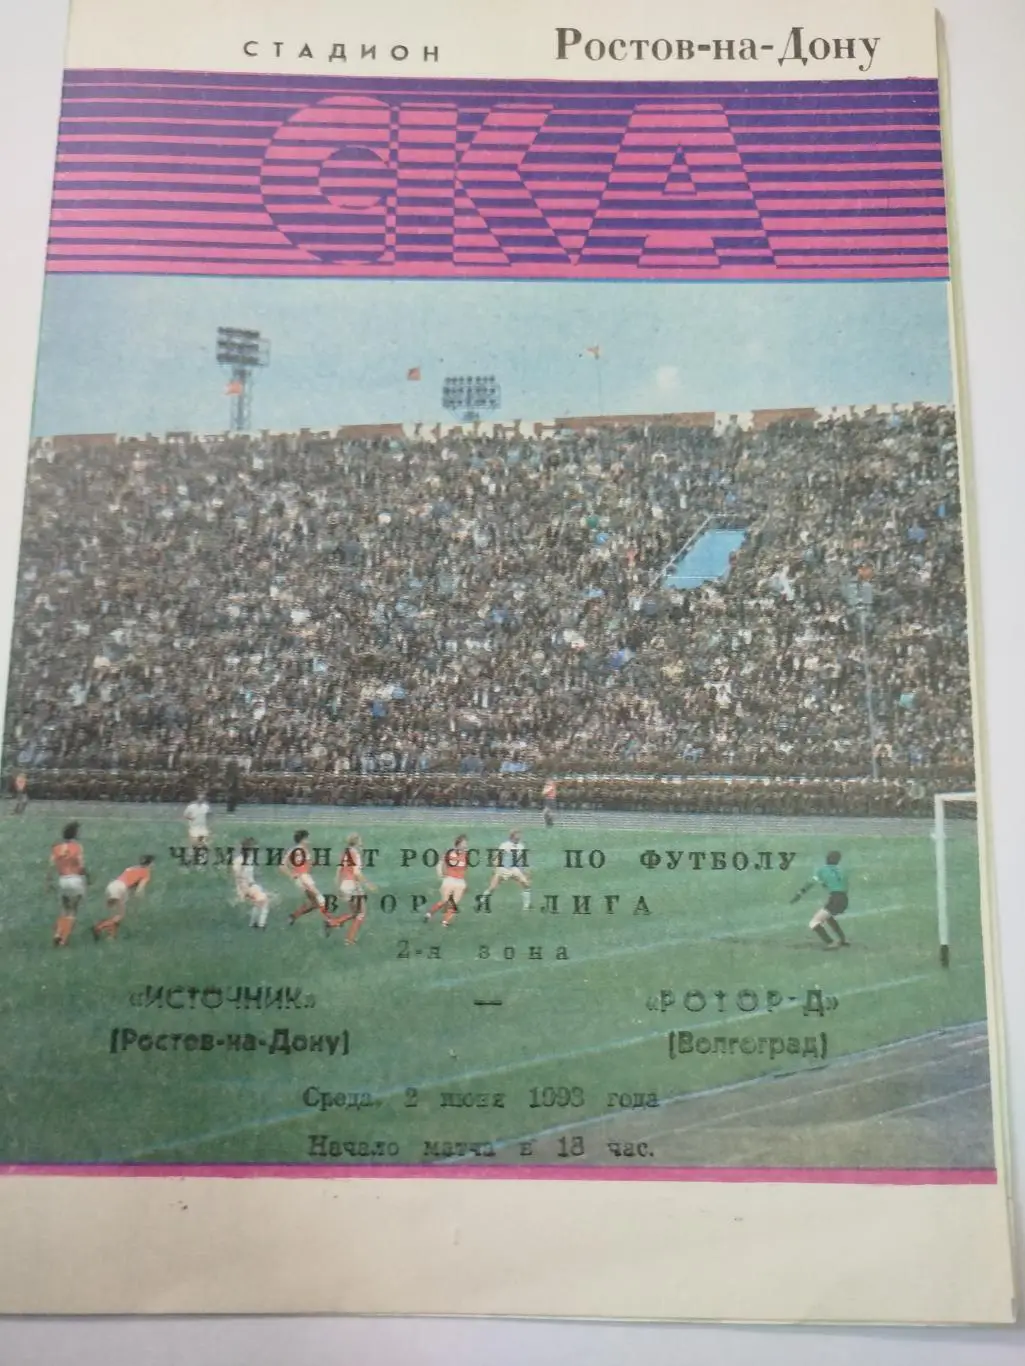 СТАДИОН Ростов-на-Дону
СКА
ЧЕМПИОНАТ РОССИИ ПО ФУТБОЛУ
ВТОРАЯ ЛИГА
2-я зона
«ИСТОЧНИК» — «РОТОР-Д»
(Ростов-на-Дону) (Волгоград)
Среда, 2 июня 1993 года
Начало матча в 18 час.